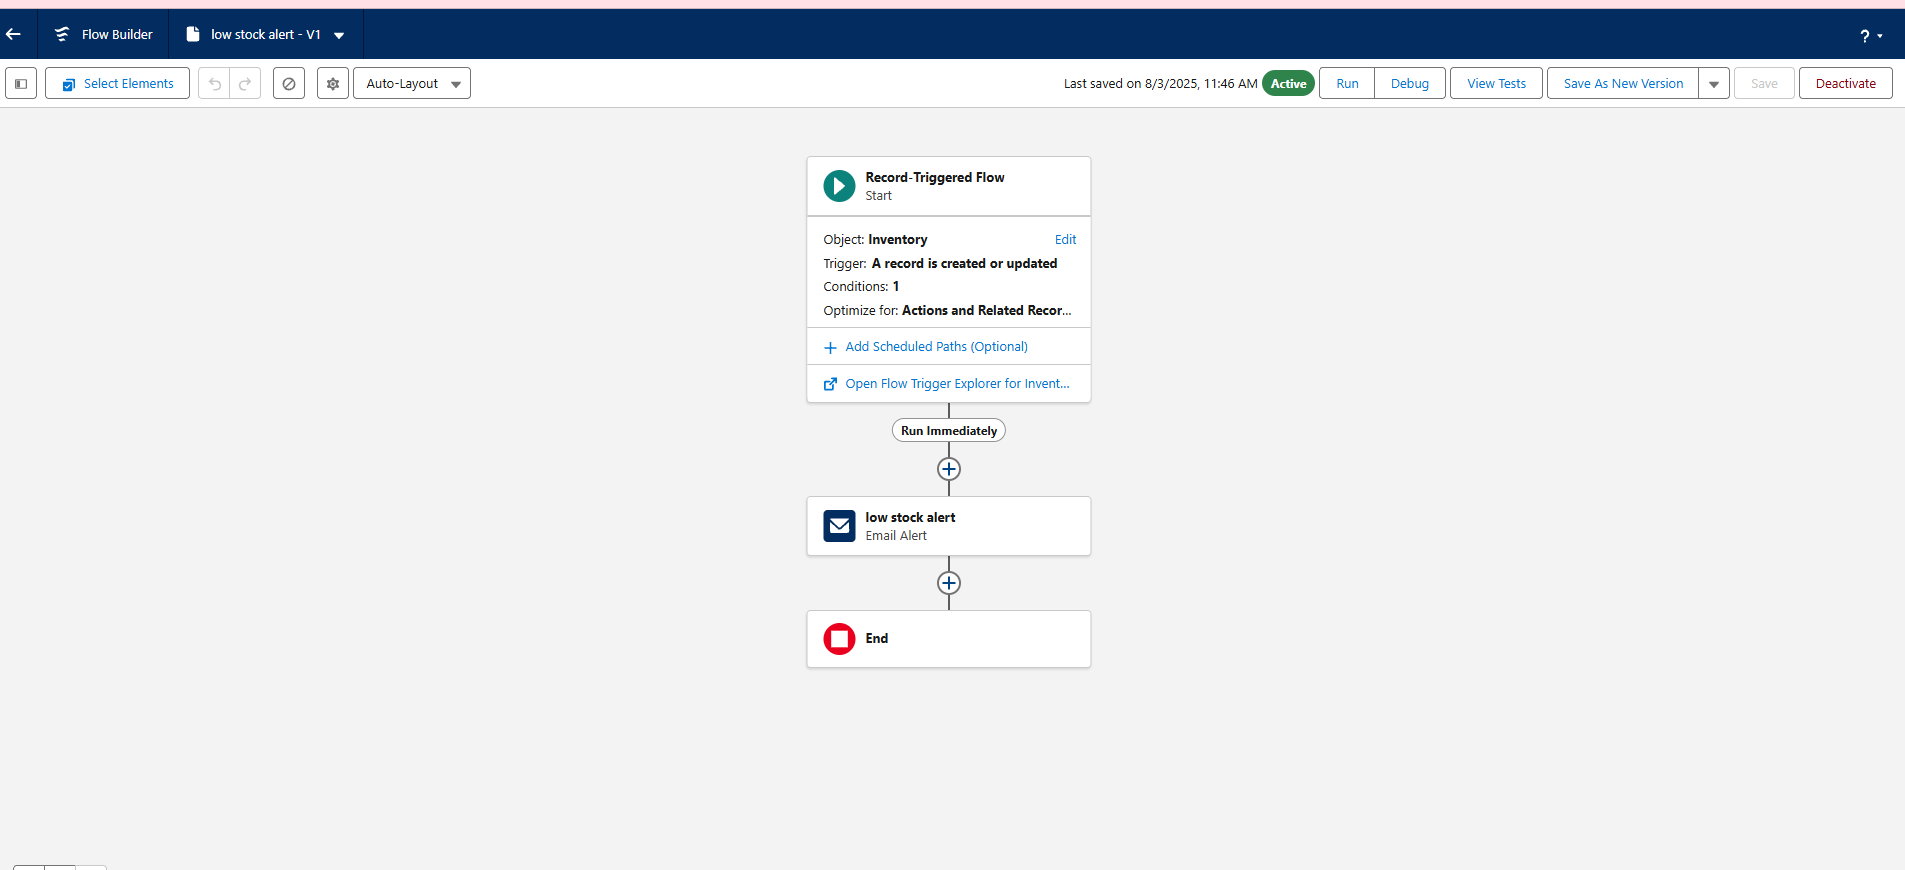 Flow Builder
low stock alert - V1
?
Select Elements
Auto-Layout
Last saved on 8/3/2025, 11:46 AM
Active
Run
Debug
View Tests
Save As New Version
Save
Deactivate
Record-Triggered Flow
Start
Object: Inventory
Edit
Trigger: A record is created or updated
Conditions: 1
Optimize for: Actions and Related Recor...
Add Scheduled Paths (Optional)
Open Flow Trigger Explorer for Invent...
Run Immediately
low stock alert
Email Alert
End